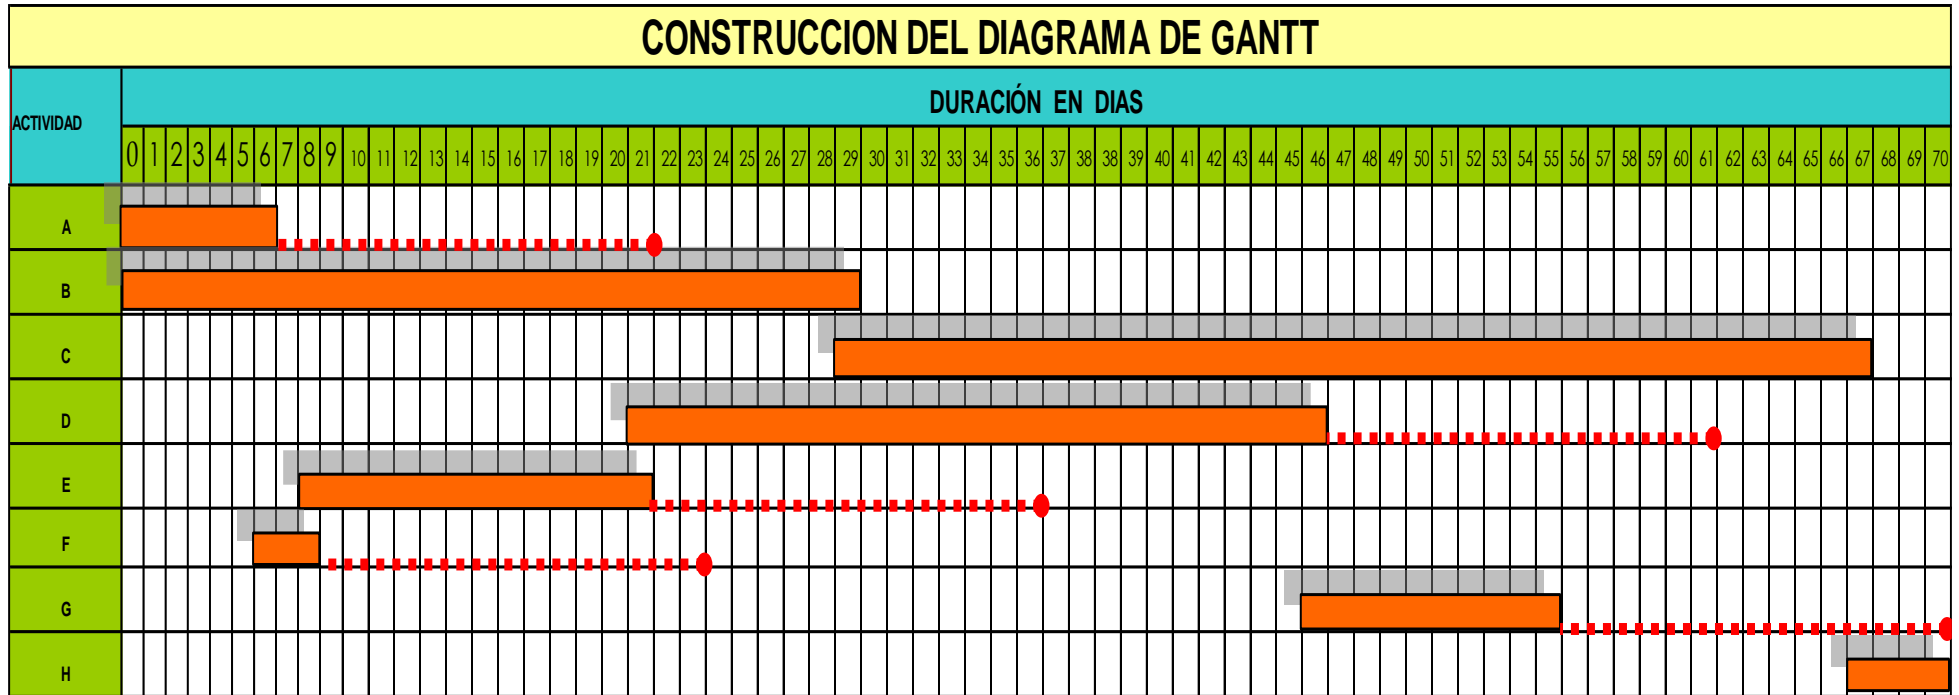 CONSTRUCCION DEL DIAGRAMA DE GANTT
ACTIVIDAD
DURACIÓN EN DIAS
0 1 2 3 4 5 6 7 8 9 10 11 12 13 14 15 16 17 18 19 20 21 22 23 24 25 26 27 28 29 30 31 32 33 34 35 36 37 38 38 39 40 41 42 43 44 45 46 47 48 49 50 51 52 53 54 55 56 57 58 59 60 61 62 63 64 65 66 67 68 69 70
A
B
C
D
E
F
G
H